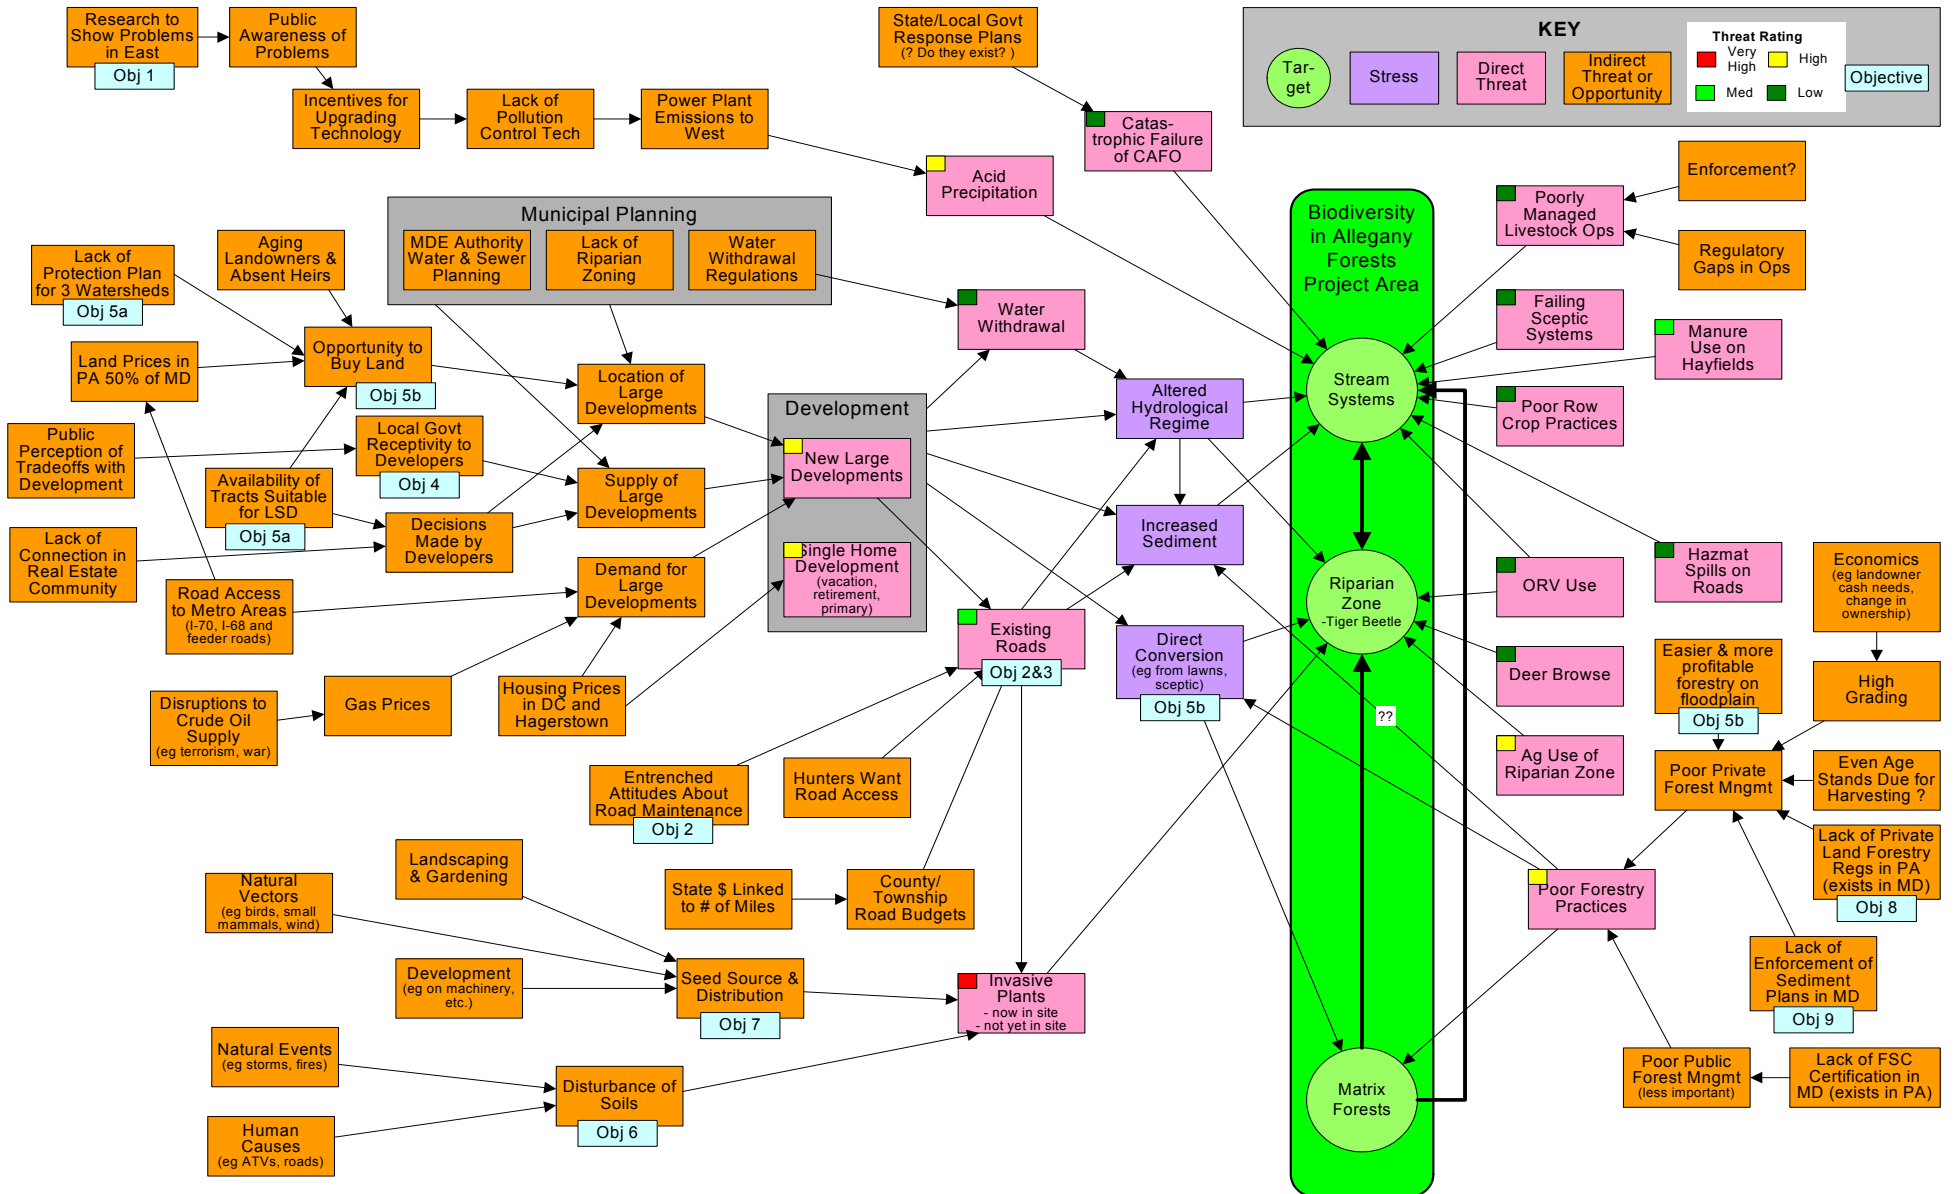 Research to
Show Problems
in East
Obj 1
Public
Awareness of
Problems
Incentives for
Upgrading
Technology
Lack of
Pollution
Control Tech
Power Plant
Emissions to
West
State/Local Govt
Response Plans
(? Do they exist? )
Catas-
trophic Failure
of CAFO
Acid
Precipitation
KEY
Tar-
get
Stress
Direct
Threat
Indirect
Threat or
Opportunity
Threat Rating
Very
High
High
Med
Low
Objective
Municipal Planning
MDE Authority
Water & Sewer
Planning
Lack of
Riparian
Zoning
Water
Withdrawal
Regulations
Lack of
Protection Plan
for 3 Watersheds
Obj 5a
Aging
Landowners &
Absent Heirs
Land Prices in
PA 50% of MD
Opportunity to
Buy Land
Obj 5b
Public
Perception of
Tradeoffs with
Development
Local Govt
Receptivity to
Developers
Obj 4
Availability of
Tracts Suitable
for LSD
Obj 5a
Lack of
Connection in
Real Estate
Community
Decisions
Made by
Developers
Road Access
to Metro Areas
(I-70, I-68 and
feeder roads)
Disruptions to
Crude Oil
Supply
(eg terrorism, war)
Gas Prices
Housing Prices
in DC and
Hagerstown
Location of
Large
Developments
Supply of
Large
Developments
Demand for
Large
Developments
Development
New Large
Developments
Single Home
Development
(vacation,
retirement,
primary)
Water
Withdrawal
Altered
Hydrological
Regime
Increased
Sediment
Existing
Roads
Obj 2&3
Direct
Conversion
(eg from lawns,
sceptic)
Obj 5b
Entrenched
Attitudes About
Road Maintenance
Obj 2
Hunters Want
Road Access
State $ Linked
to # of Miles
County/
Township
Road Budgets
Landscaping
& Gardening
Natural
Vectors
(eg birds, small
mammals, wind)
Development
(eg on machinery,
etc.)
Seed Source &
Distribution
Obj 7
Invasive
Plants
- now in site
- not yet in site
Natural Events
(eg storms, fires)
Human
Causes
(eg ATVs, roads)
Disturbance of
Soils
Obj 6
Biodiversity
in Allegany
Forests
Project Area
Stream
Systems
Riparian
Zone
-Tiger Beetle
??
Matrix
Forests
Poorly
Managed
Livestock Ops
Enforcement?
Regulatory
Gaps in Ops
Failing
Sceptic
Systems
Manure
Use on
Hayfields
Poor Row
Crop Practices
ORV Use
Hazmat
Spills on
Roads
Deer Browse
Ag Use of
Riparian Zone
Economics
(eg landowner
cash needs,
change in
ownership)
Easier & more
profitable
forestry on
floodplain
Obj 5b
High
Grading
Poor Private
Forest Mngmt
Even Age
Stands Due for
Harvesting ?
Lack of Private
Land Forestry
Regs in PA
(exists in MD)
Obj 8
Poor Forestry
Practices
Lack of
Enforcement of
Sediment
Plans in MD
Obj 9
Poor Public
Forest Mngmt
(less important)
Lack of FSC
Certification in
MD (exists in PA)